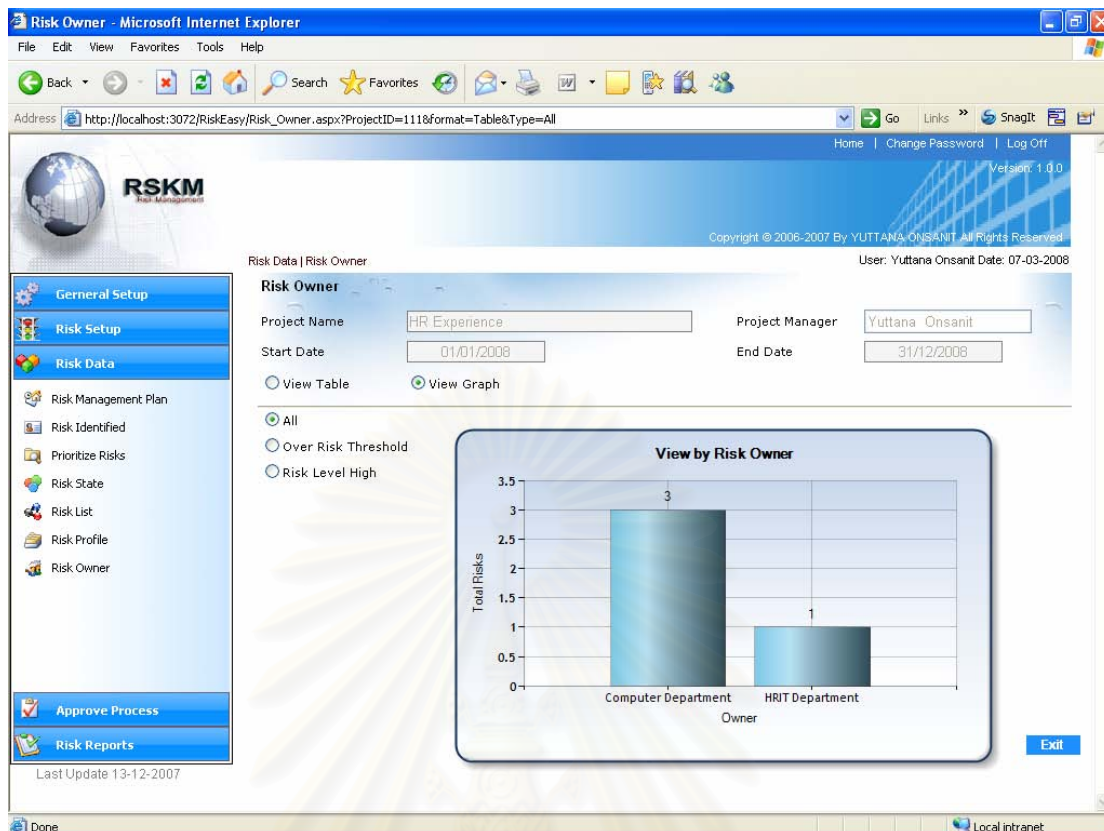 Risk Owner - Microsoft Internet Explorer
File Edit View Favorites Tools Help
Back Search Favorites
Address http://localhost:3072/RiskEasy/Risk_Owner.aspx?ProjectID=111&format=Table&Type=All Go Links » SnagIt
Home | Change Password | Log Off
Version: 1.0.0
RSKM
Risk Management
Copyright © 2006-2007 By YUTTANA ONSANIT All Rights Reserved
Risk Data | Risk Owner User: Yuttana Onsanit Date: 07-03-2008
Gerneral Setup
Risk Setup
Risk Data
Risk Management Plan
Risk Identified
Prioritize Risks
Risk State
Risk List
Risk Profile
Risk Owner
Approve Process
Risk Reports
Last Update 13-12-2007
Risk Owner
Project Name HR Experience Project Manager Yuttana Onsanit
Start Date 01/01/2008 End Date 31/12/2008
View Table View Graph
All
Over Risk Threshold
Risk Level High
View by Risk Owner
3.5
3
2.5
2
1.5
1
0.5
0
Total Risks
3
1
Computer Department HRIT Department
Owner
Exit
Done Local intranet